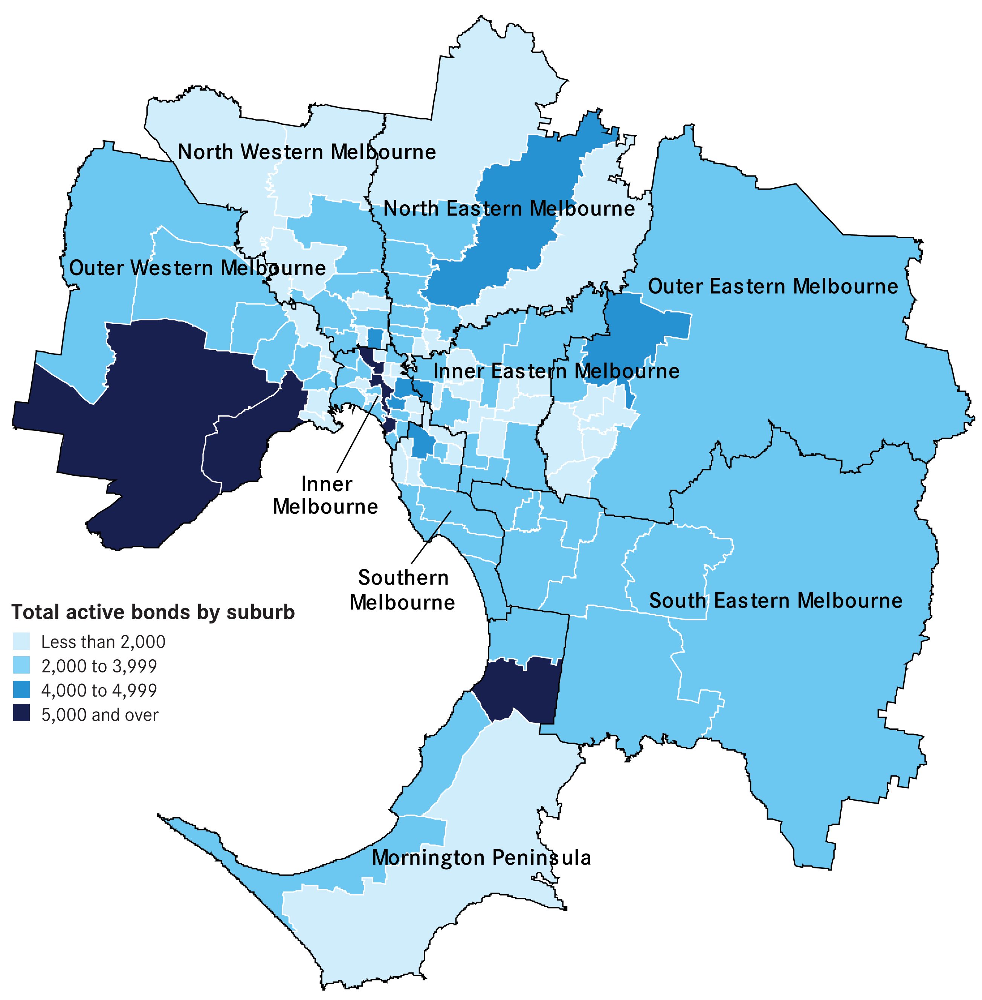 North Western Melbourne
North Eastern Melbourne
Outer Western Melbourne
Outer Eastern Melbourne
Inner Eastern Melbourne
Inner
Melbourne
Southern
Melbourne
South Eastern Melbourne
Total active bonds by suburb
Less than 2,000
2,000 to 3,999
4,000 to 4,999
5,000 and over
Mornington Peninsula